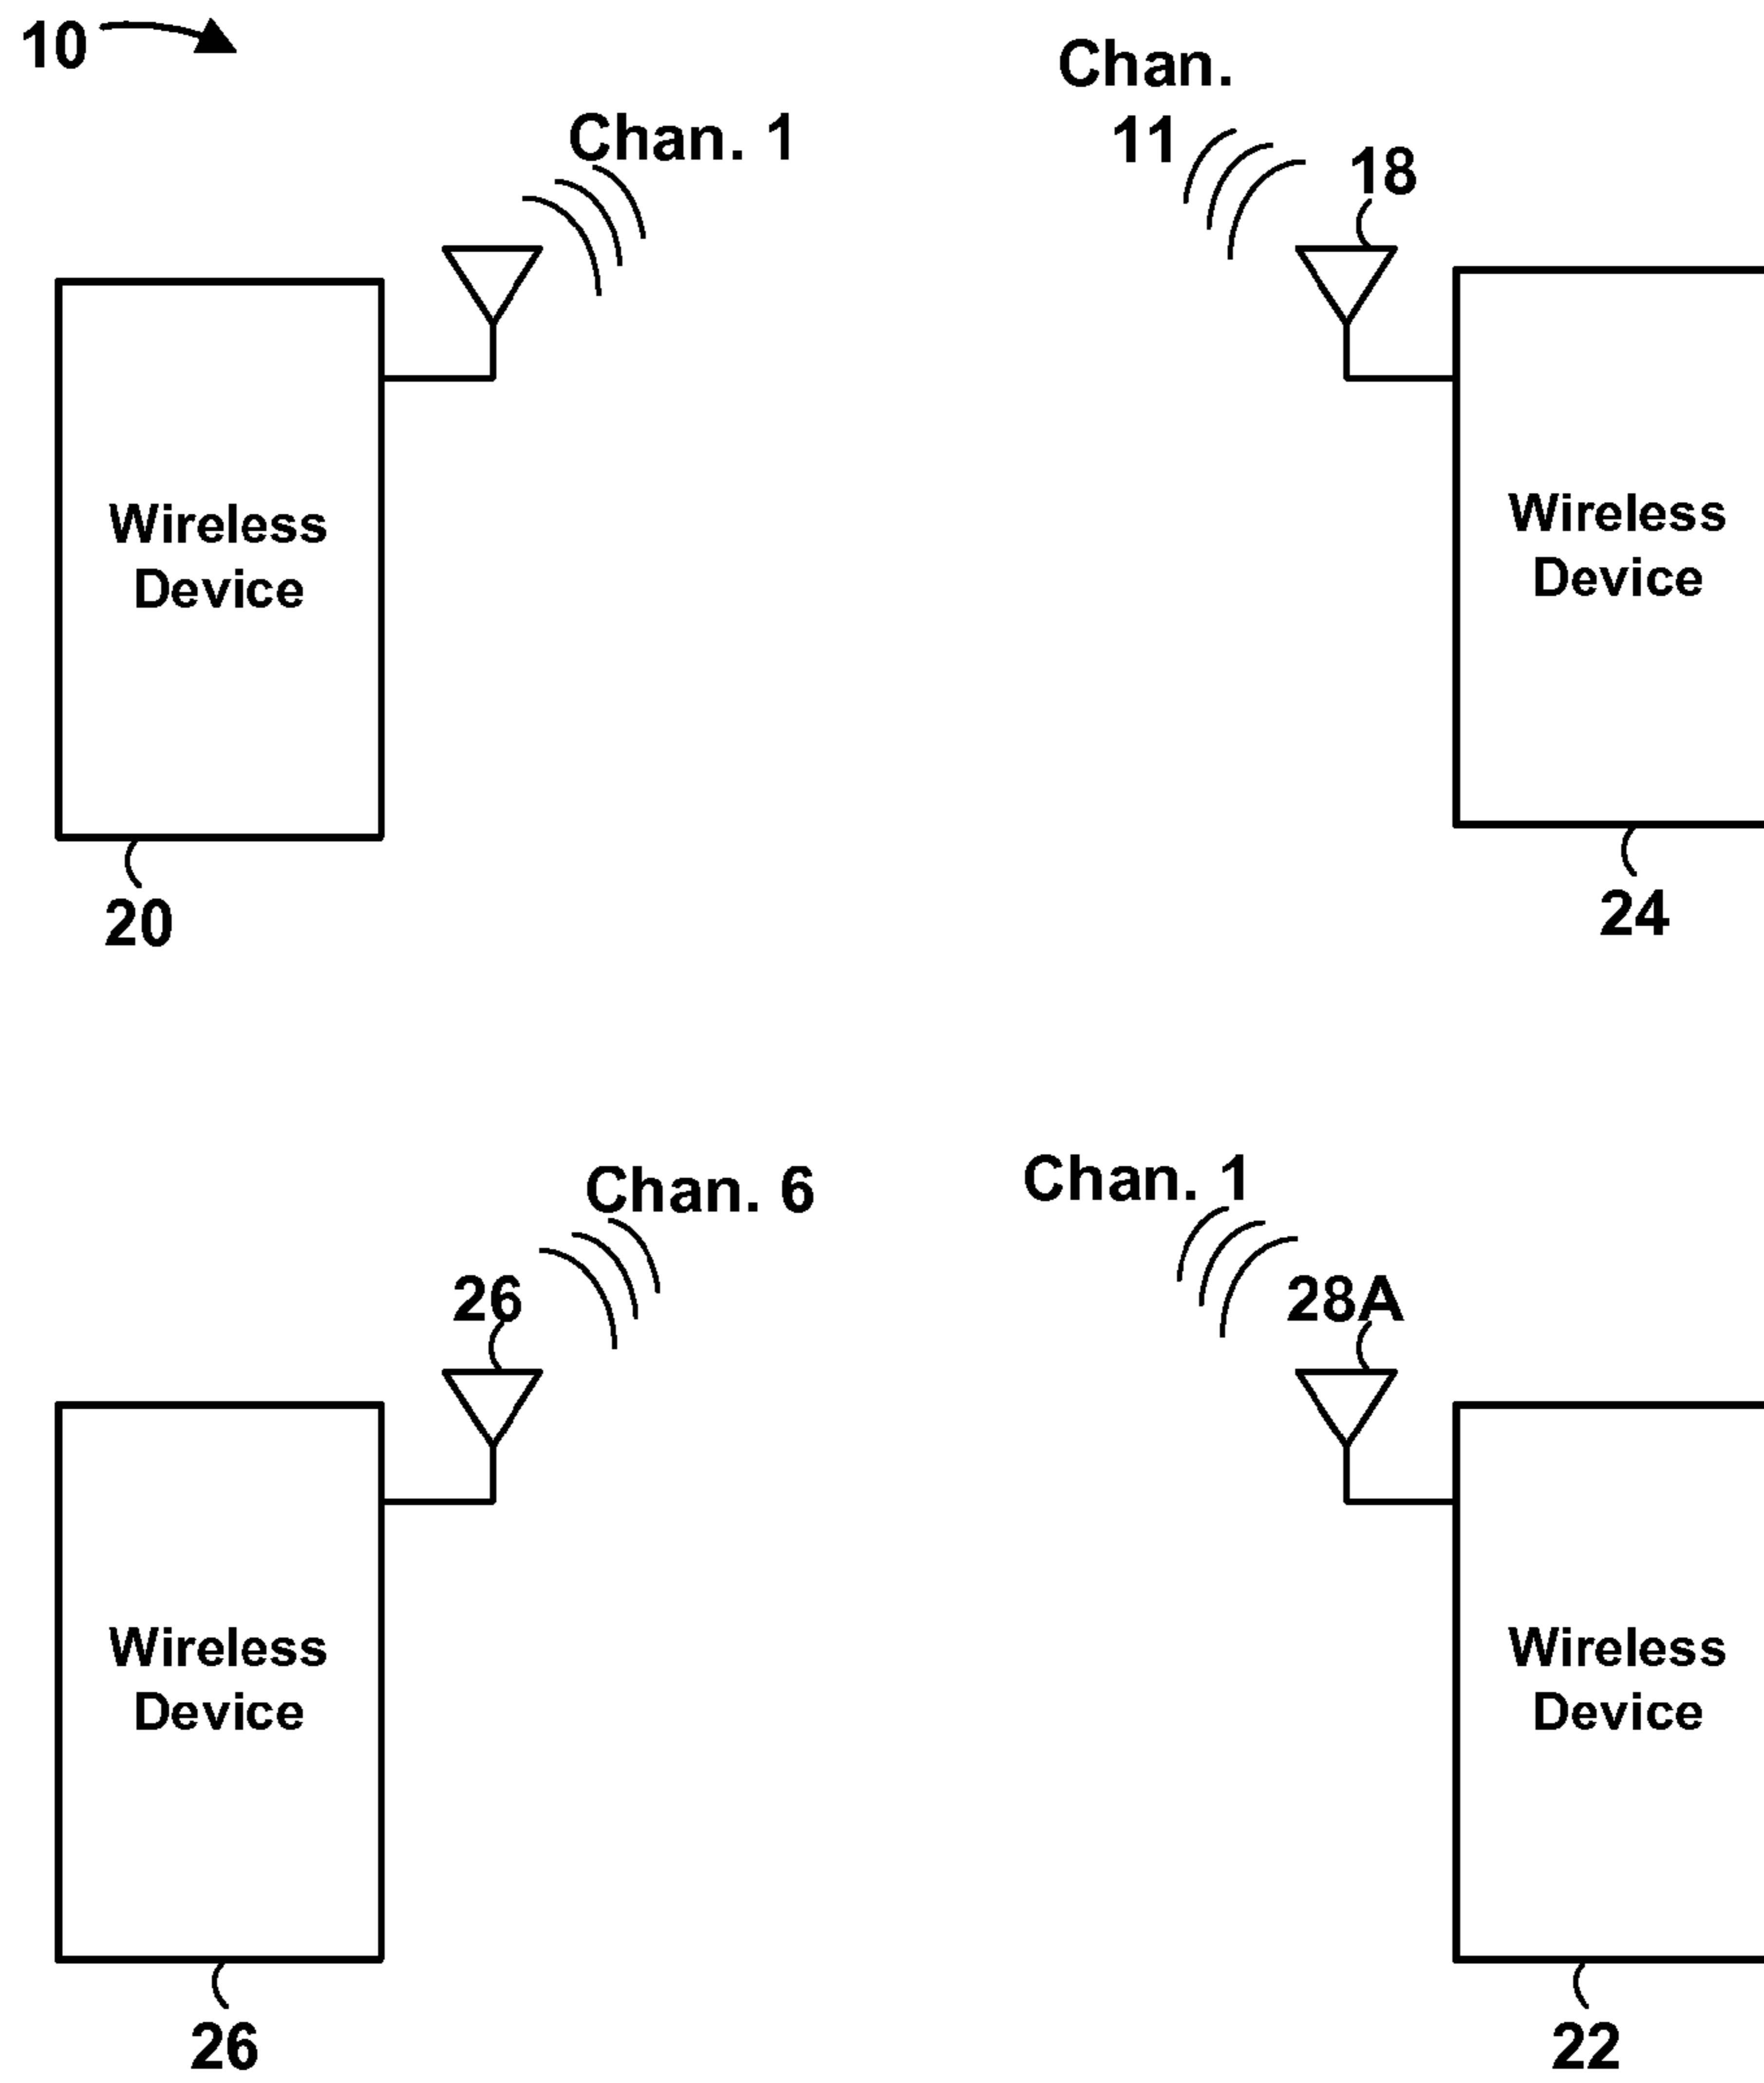 10
Chan. 1
Chan.
11
18
Wireless
Device
20
Wireless
Device
24
Chan. 6
26
Wireless
Device
26
Chan. 1
28A
Wireless
Device
22